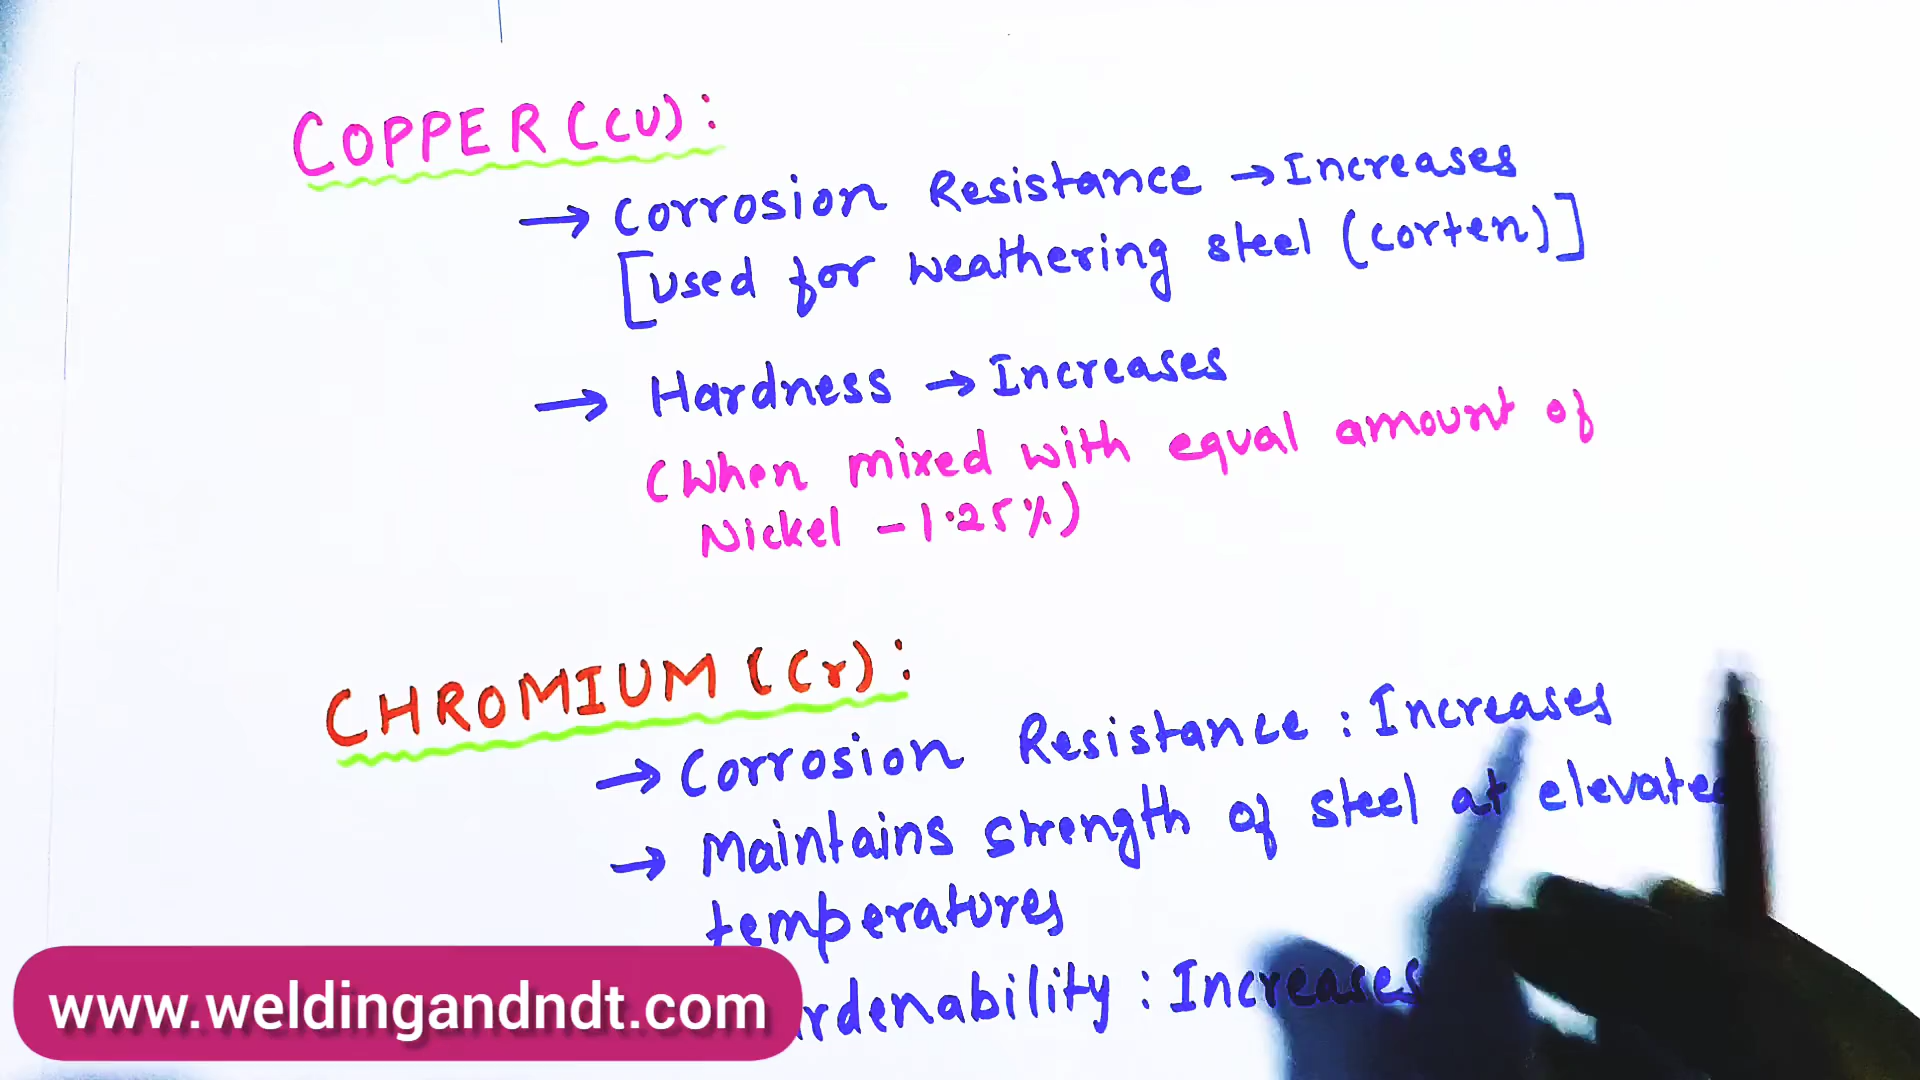 COPPER (CU):
→ Corrosion Resistance → Increases
[Used for weathering steel (corten)]
→ Hardness → Increases
(When mixed with equal amount of
Nickel - 1.25%)
CHROMIUM (Cr):
→ Corrosion Resistance : Increases
→ Maintains strength of steel at
temperatures
: Increases
www.weldingandndt.com